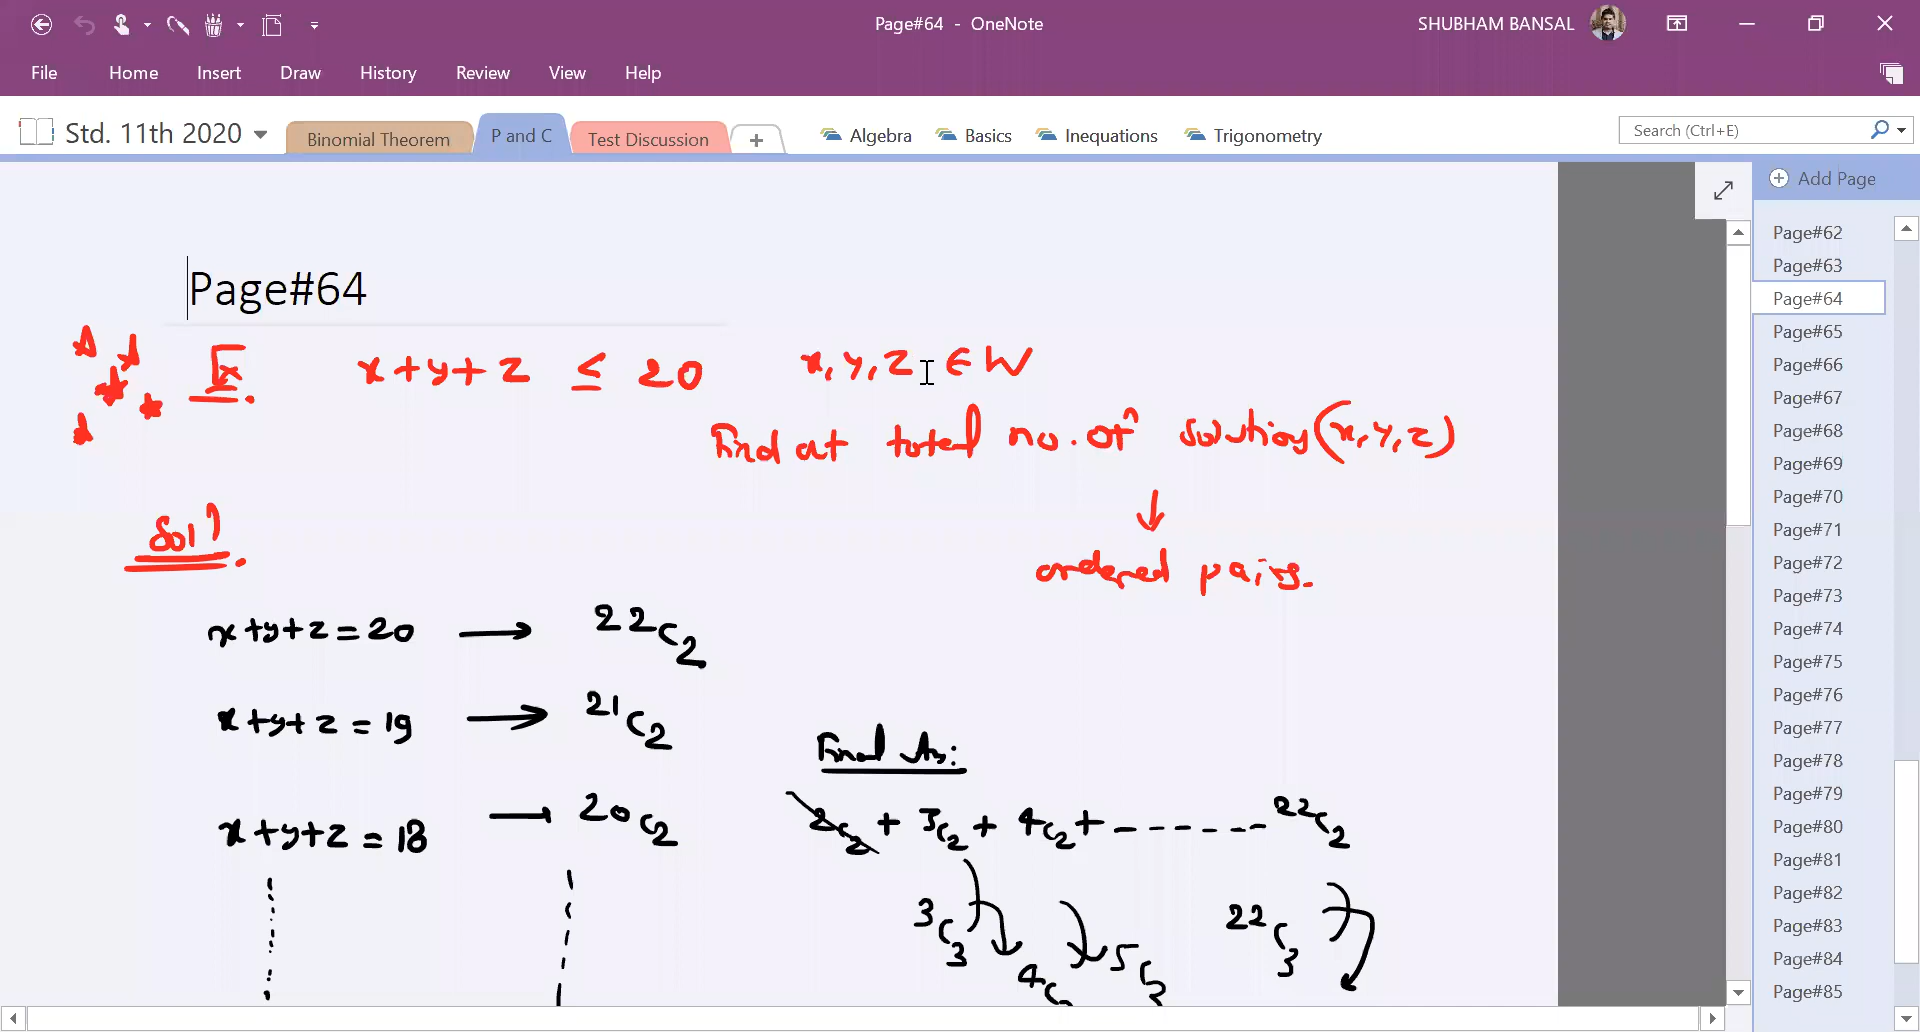 Page#64 - OneNote
SHUBHAM BANSAL
File Home Insert Draw History Review View Help
Std. 11th 2020
Binomial Theorem
P and C
Test Discussion
+
Algebra
Basics
Inequations
Trigonometry
Search (Ctrl+E)
Add Page
Page#64
Ex.
x+y+z ≤ 20
x, y, z ∈ W
Find out total no. of solutions (x, y, z)
↓
ordered pairs.
Solⁿ.
x+y+z = 20 → ²²C₂
x+y+z = 19 → ²¹C₂
x+y+z = 18 → ²⁰C₂
Final As:
²C₂ + ³C₂ + ⁴C₂ + ------- ²²C₂
³C₃
²²C₃
⁵C₃
Page#62
Page#63
Page#64
Page#65
Page#66
Page#67
Page#68
Page#69
Page#70
Page#71
Page#72
Page#73
Page#74
Page#75
Page#76
Page#77
Page#78
Page#79
Page#80
Page#81
Page#82
Page#83
Page#84
Page#85